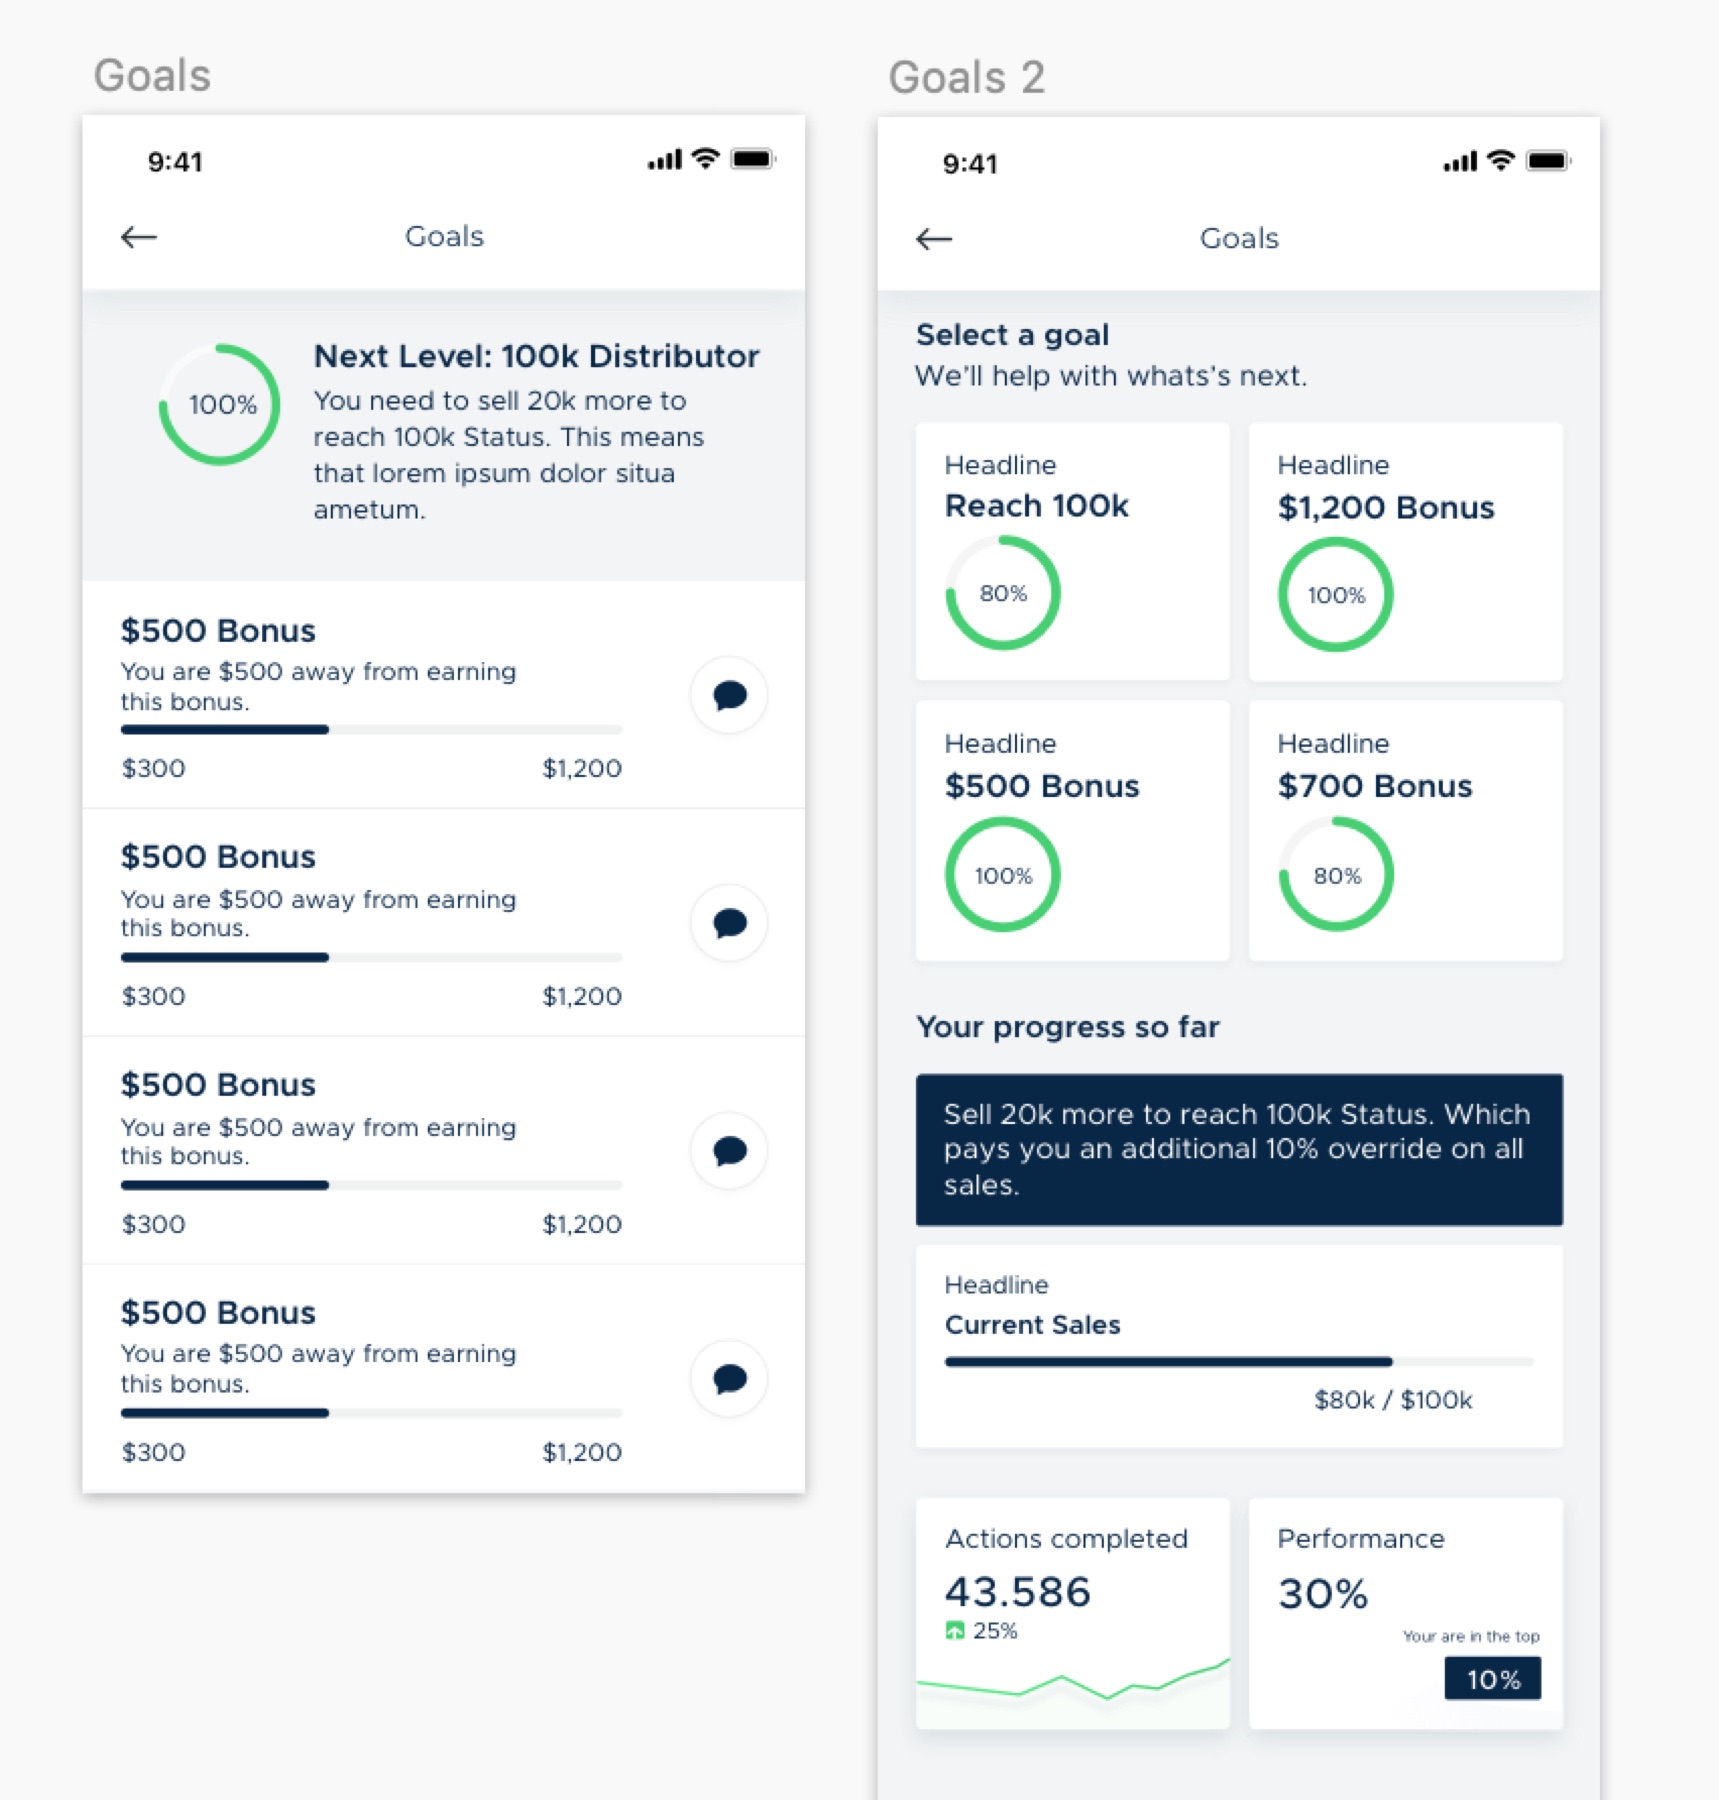 Goals
9:41
Goals
100%
Next Level: 100k Distributor
You need to sell 20k more to
reach 100k Status. This means
that lorem ipsum dolor situa
ametum.
$500 Bonus
You are $500 away from earning
this bonus.
$300 $1,200
$500 Bonus
You are $500 away from earning
this bonus.
$300 $1,200
$500 Bonus
You are $500 away from earning
this bonus.
$300 $1,200
$500 Bonus
You are $500 away from earning
this bonus.
$300 $1,200
Goals 2
9:41
Goals
Select a goal
We'll help with whats's next.
Headline
Reach 100k
80%
Headline
$1,200 Bonus
100%
Headline
$500 Bonus
100%
Headline
$700 Bonus
80%
Your progress so far
Sell 20k more to reach 100k Status. Which
pays you an additional 10% override on all
sales.
Headline
Current Sales
$80k / $100k
Actions completed
43.586
25%
Performance
30%
Your are in the top
10%